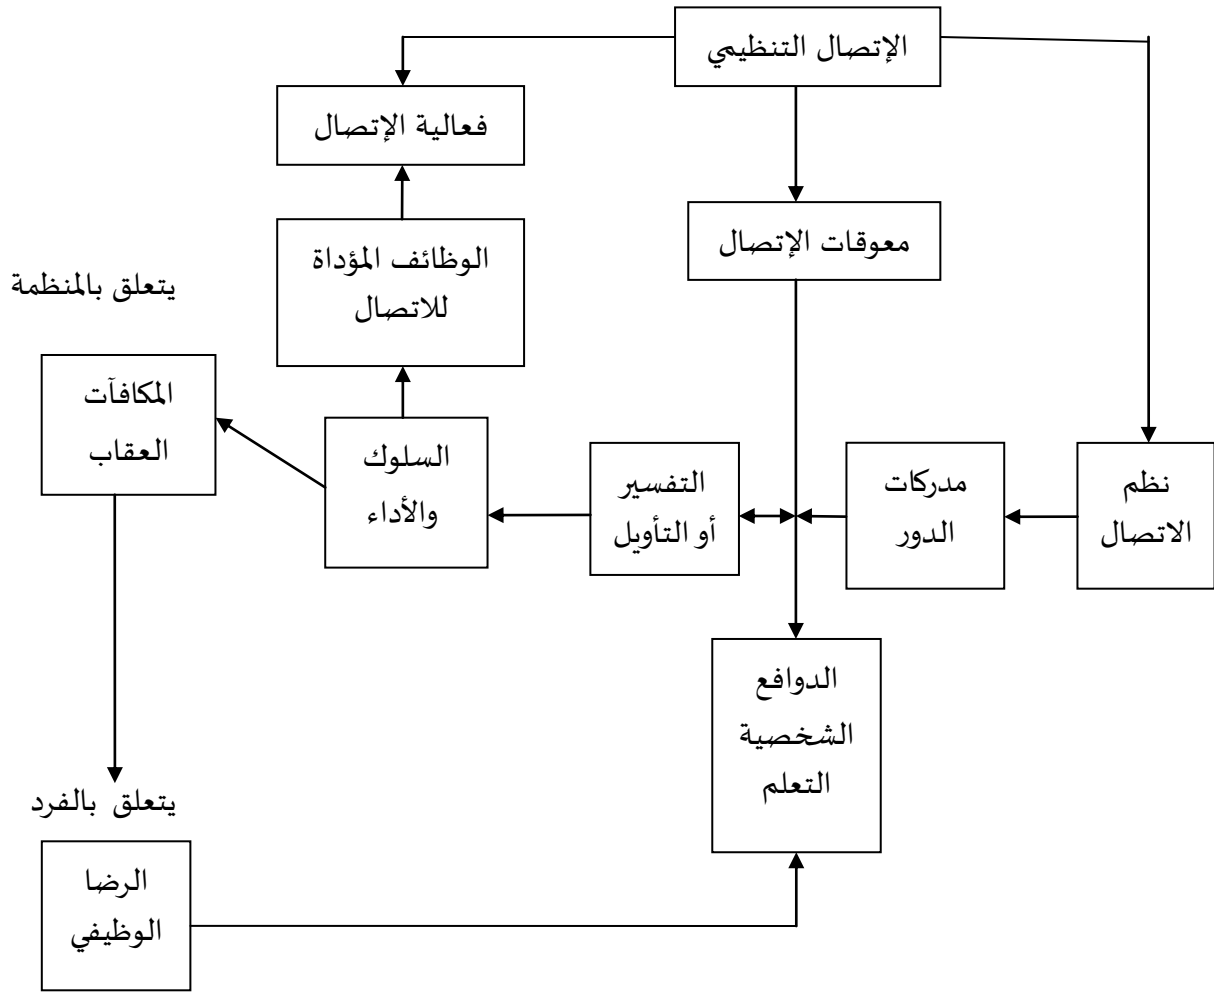 الإتصال التنظيمي
فعالية الإتصال
معوقات الإتصال
الوظائف المؤداة
للاتصال
يتعلق بالمنظمة
المكافآت
العقاب
السلوك
والأداء
التفسير
أو التأويل
مدركات
الدور
نظم
الاتصال
الدوافع
الشخصية
التعلم
يتعلق بالفرد
الرضا
الوظيفي